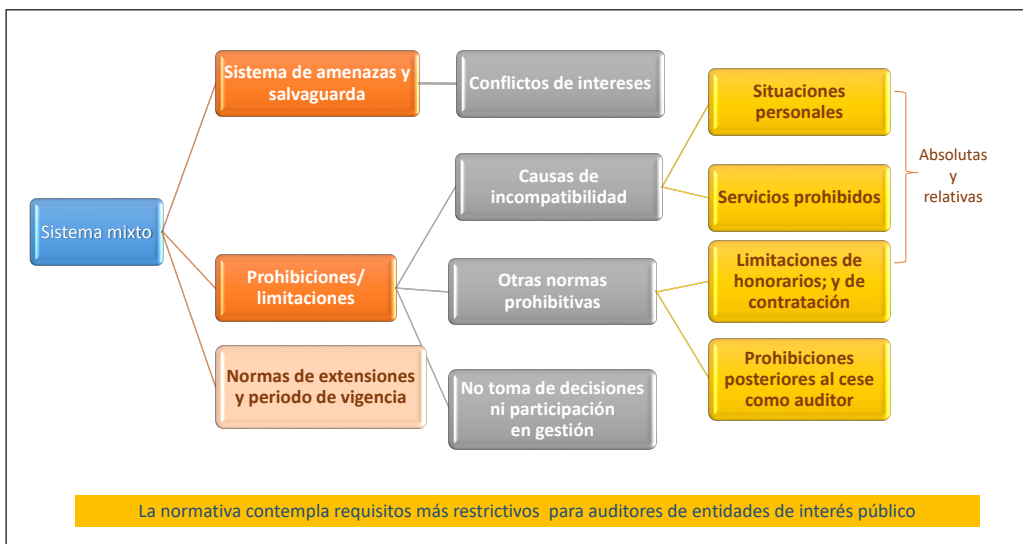 Sistema mixto
Sistema de amenazas y
salvaguarda
Prohibiciones/
limitaciones
Normas de extensiones
y periodo de vigencia
Conflictos de intereses
Causas de
incompatibilidad
Otras normas
prohibitivas
No toma de decisiones
ni participación
en gestión
Situaciones
personales
Servicios prohibidos
Limitaciones de
honorarios; y de
contratación
Prohibiciones
posteriores al cese
como auditor
Absolutas
y
relativas
La normativa contempla requisitos más restrictivos para auditores de entidades de interés público